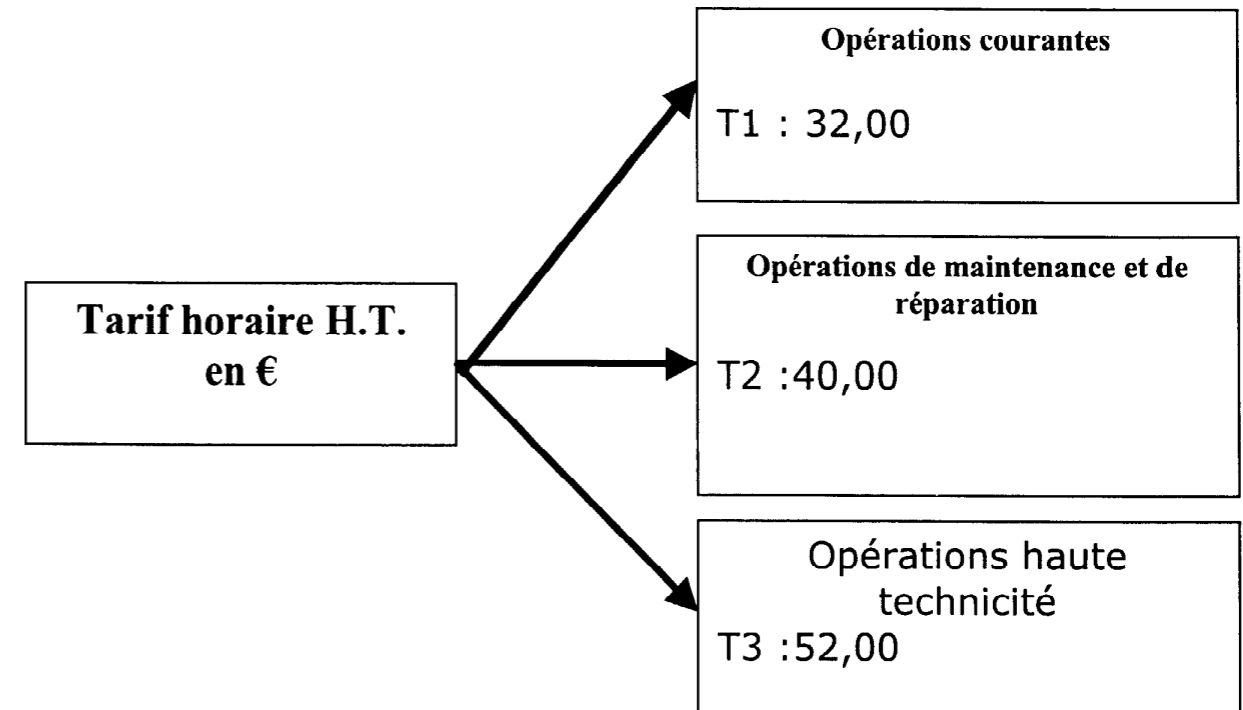 Opérations courantes
T1 : 32,00
Tarif horaire H.T.
en €
Opérations de maintenance et de
réparation
T2 :40,00
Opérations haute
technicité
T3 :52,00